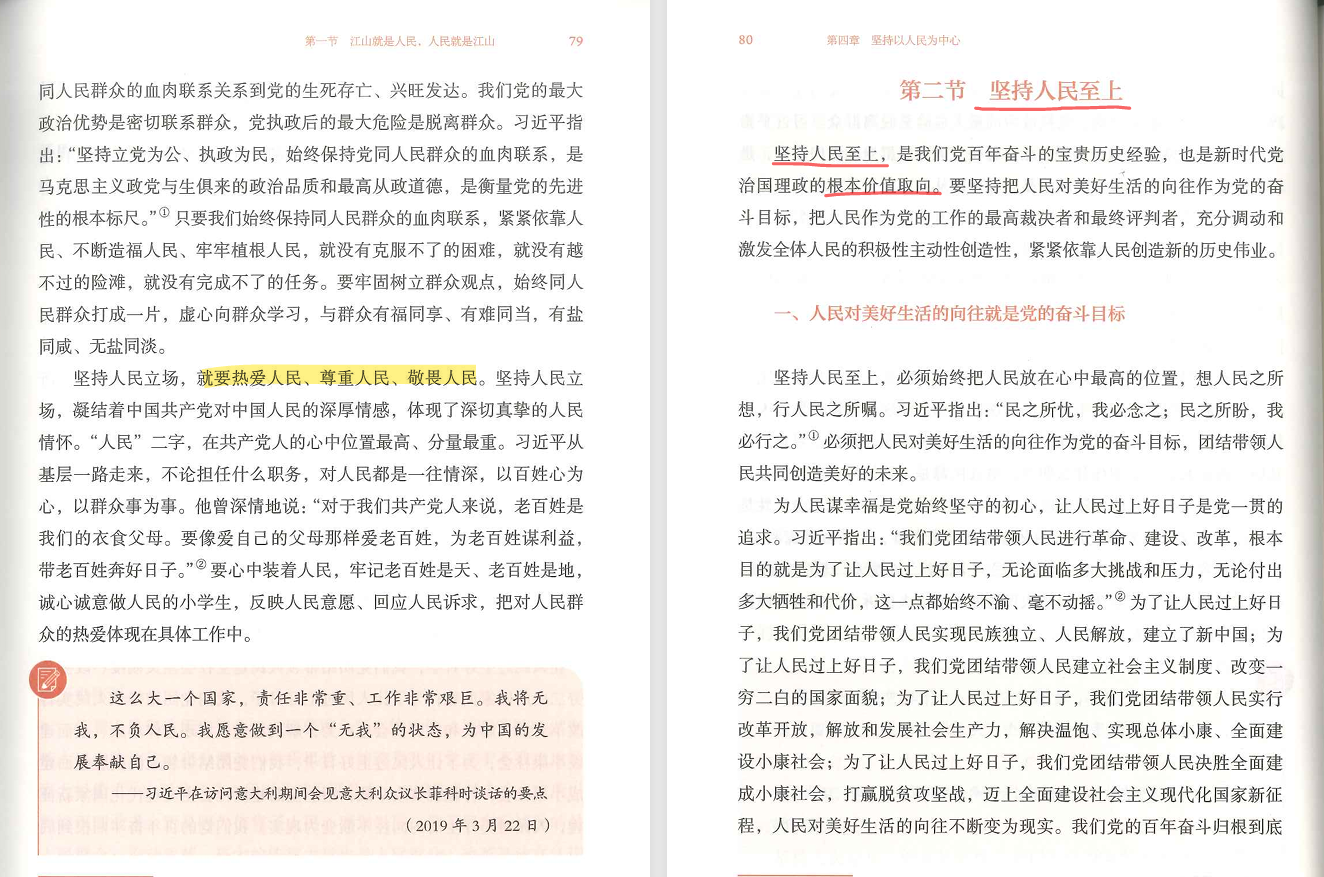 第一节 江山就是人民，人民就是江山 79
同人民群众的血肉联系关系到党的生死存亡、兴旺发达。我们党的最大
政治优势是密切联系群众，党执政后的最大危险是脱离群众。习近平指
出：“坚持立党为公、执政为民，始终保持党同人民群众的血肉联系，是
马克思主义政党与生俱来的政治品质和最高从政道德，是衡量党的先进
性的根本标尺。”①只要我们始终保持同人民群众的血肉联系，紧紧依靠人
民、不断造福人民、牢牢植根人民，就没有克服不了的困难，就没有越
不过的险滩，就没有完成不了的任务。要牢固树立群众观点，始终同人
民群众打成一片，虚心向群众学习，与群众有福同享、有难同当，有盐
同咸、无盐同淡。
坚持人民立场，就要热爱人民、尊重人民、敬畏人民。坚持人民立
场，凝结着中国共产党对中国人民的深厚情感，体现了深切真挚的人民
情怀。“人民”二字，在共产党人的心中位置最高、分量最重。习近平从
基层一路走来，不论担任什么职务，对人民都是一往情深，以百姓心为
心，以群众事为事。他曾深情地说：“对于我们共产党人来说，老百姓是
我们的衣食父母。要像爱自己的父母那样爱老百姓，为老百姓谋利益，
带老百姓奔好日子。”②要心中装着人民，牢记老百姓是天、老百姓是地，
诚心诚意做人民的小学生，反映人民意愿、回应人民诉求，把对人民群
众的热爱体现在具体工作中。
这么大一个国家，责任非常重、工作非常艰巨。我将无
我，不负人民。我愿意做到一个“无我”的状态，为中国的发
展奉献自己。
——习近平在访问意大利期间会见意大利众议长菲科时谈话的要点
（2019 年 3 月 22 日）
80 第四章 坚持以人民为中心
第二节 坚持人民至上
坚持人民至上，是我们党百年奋斗的宝贵历史经验，也是新时代党
治国理政的根本价值取向。要坚持把人民对美好生活的向往作为党的奋
斗目标，把人民作为党的工作的最高裁决者和最终评判者，充分调动和
激发全体人民的积极性主动性创造性，紧紧依靠人民创造新的历史伟业。
一、人民对美好生活的向往就是党的奋斗目标
坚持人民至上，必须始终把人民放在心中最高的位置，想人民之所
想，行人民之所嘱。习近平指出：“民之所忧，我必念之；民之所盼，我
必行之。”①必须把人民对美好生活的向往作为党的奋斗目标，团结带领人
民共同创造美好的未来。
为人民谋幸福是党始终坚守的初心，让人民过上好日子是党一贯的
追求。习近平指出：“我们党团结带领人民进行革命、建设、改革，根本
目的就是为了让人民过上好日子，无论面临多大挑战和压力，无论付出
多大牺牲和代价，这一点都始终不渝、毫不动摇。”②为了让人民过上好日
子，我们党团结带领人民实现民族独立、人民解放，建立了新中国；为
了让人民过上好日子，我们党团结带领人民建立社会主义制度、改变一
穷二白的国家面貌；为了让人民过上好日子，我们党团结带领人民实行
改革开放，解放和发展社会生产力，解决温饱、实现总体小康、全面建
设小康社会；为了让人民过上好日子，我们党团结带领人民决胜全面建
成小康社会，打赢脱贫攻坚战，迈上全面建设社会主义现代化国家新征
程，人民对美好生活的向往不断变为现实。我们党的百年奋斗归根到底